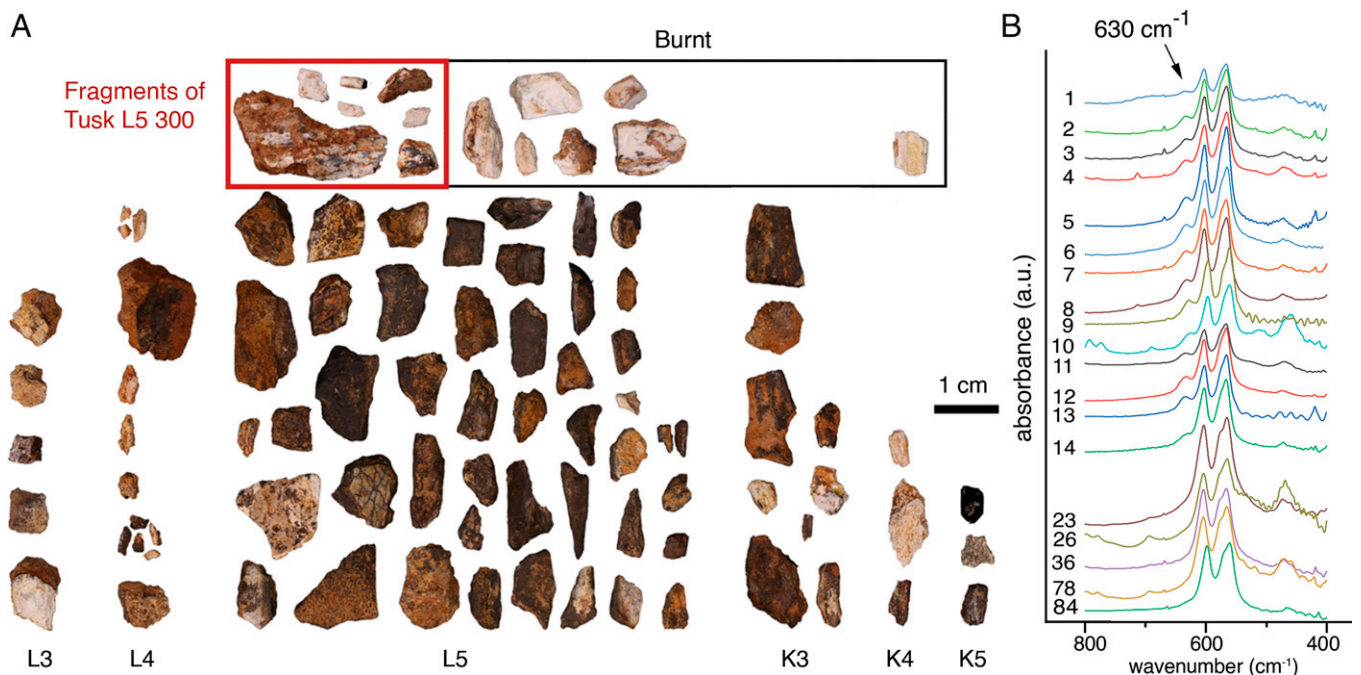 A
Burnt
Fragments of
Tusk L5 300
1 cm
L3
L4
L5
K3
K4
K5
B
630 cm⁻¹
absorbance (a.u.)
1
2
3
4
5
6
7
8
9
10
11
12
13
14
23
26
36
78
84
800
600
400
wavenumber (cm⁻¹)